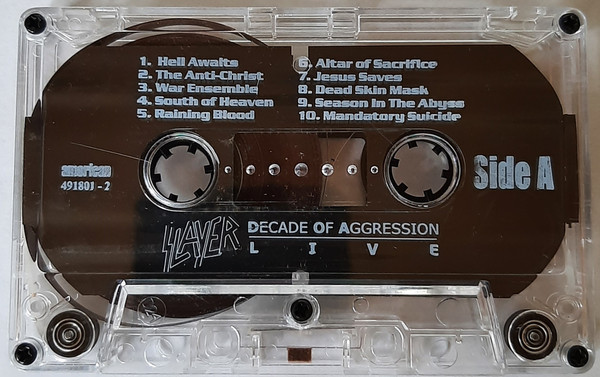 1. Hell Awaits
2. The Anti-Christ
3. War Ensemble
4. South of Heaven
5. Raining Blood
6. Altar of Sacrifice
7. Jesus Saves
8. Dead Skin Mask
9. Season In The Abyss
10. Mandatory Suicide
american
491801 - 2
Side A
SLAYER
DECADE OF AGGRESSION
LIVE